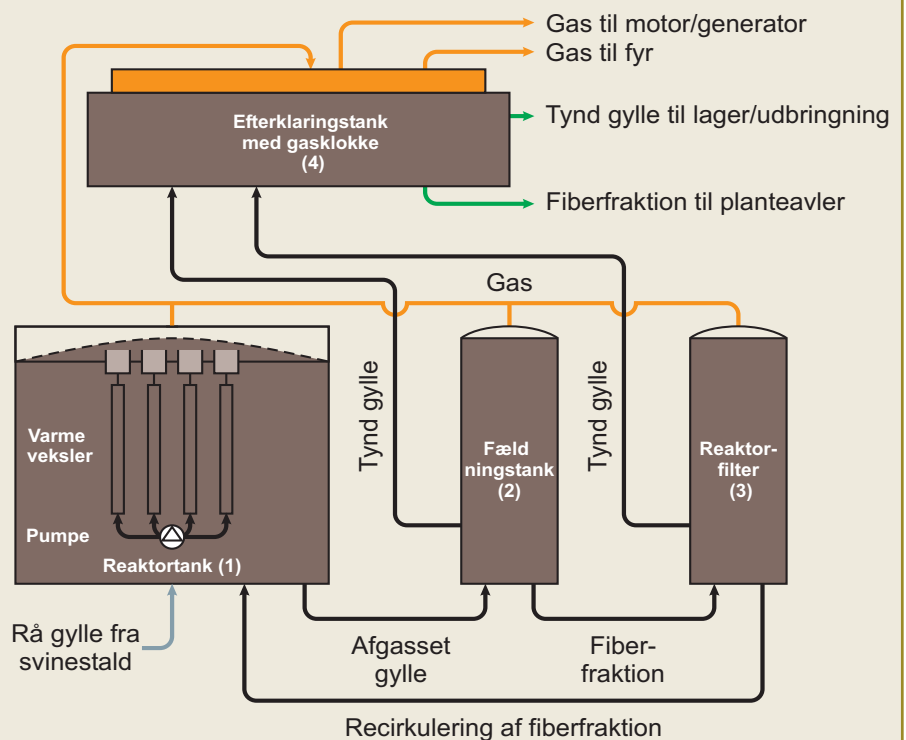 Gas til motor/generator
Gas til fyr
Efterklaringstank
med gasklokke
(4)
Tynd gylle til lager/udbringning
Fiberfraktion til planteavler
Gas
Tynd gylle
Tynd gylle
Varme
veksler
Pumpe
Reaktortank (1)
Fæld
ningstank
(2)
Reaktor-
filter
(3)
Rå gylle fra
svinestald
Afgasset
gylle
Fiber-
fraktion
Recirkulering af fiberfraktion